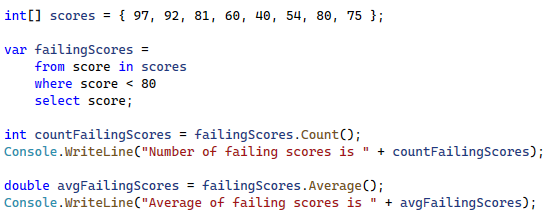 int[] scores = { 97, 92, 81, 60, 40, 54, 80, 75 };
var failingScores =
from score in scores
where score < 80
select score;
int countFailingScores = failingScores.Count();
Console.WriteLine("Number of failing scores is " + countFailingScores);
double avgFailingScores = failingScores.Average();
Console.WriteLine("Average of failing scores is " + avgFailingScores);